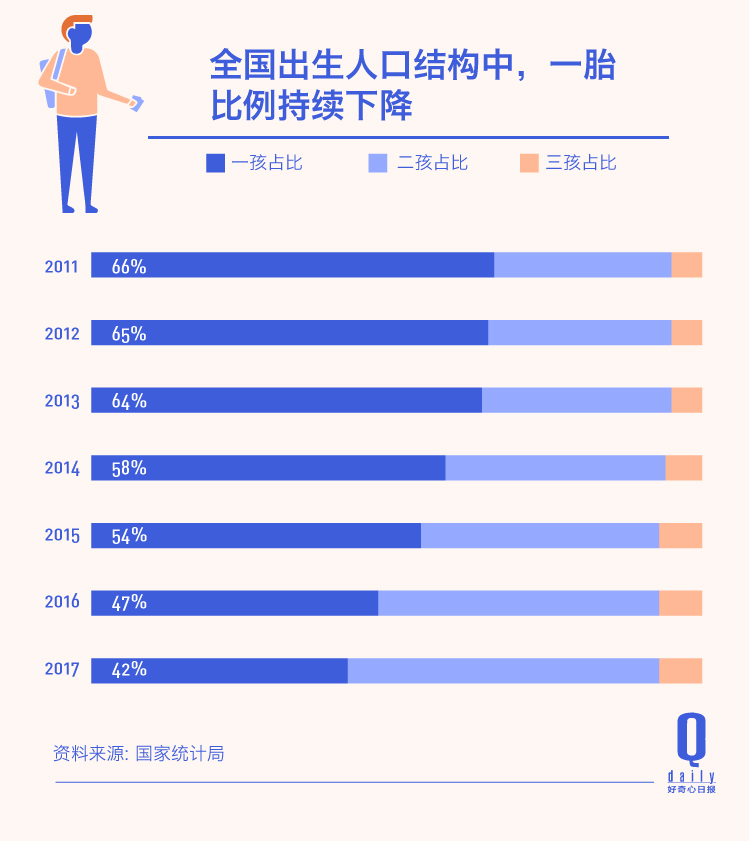 全国出生人口结构中，一胎
比例持续下降
一孩占比 二孩占比 三孩占比
2011 66%
2012 65%
2013 64%
2014 58%
2015 54%
2016 47%
2017 42%
资料来源: 国家统计局
Q
daily
好奇心日报